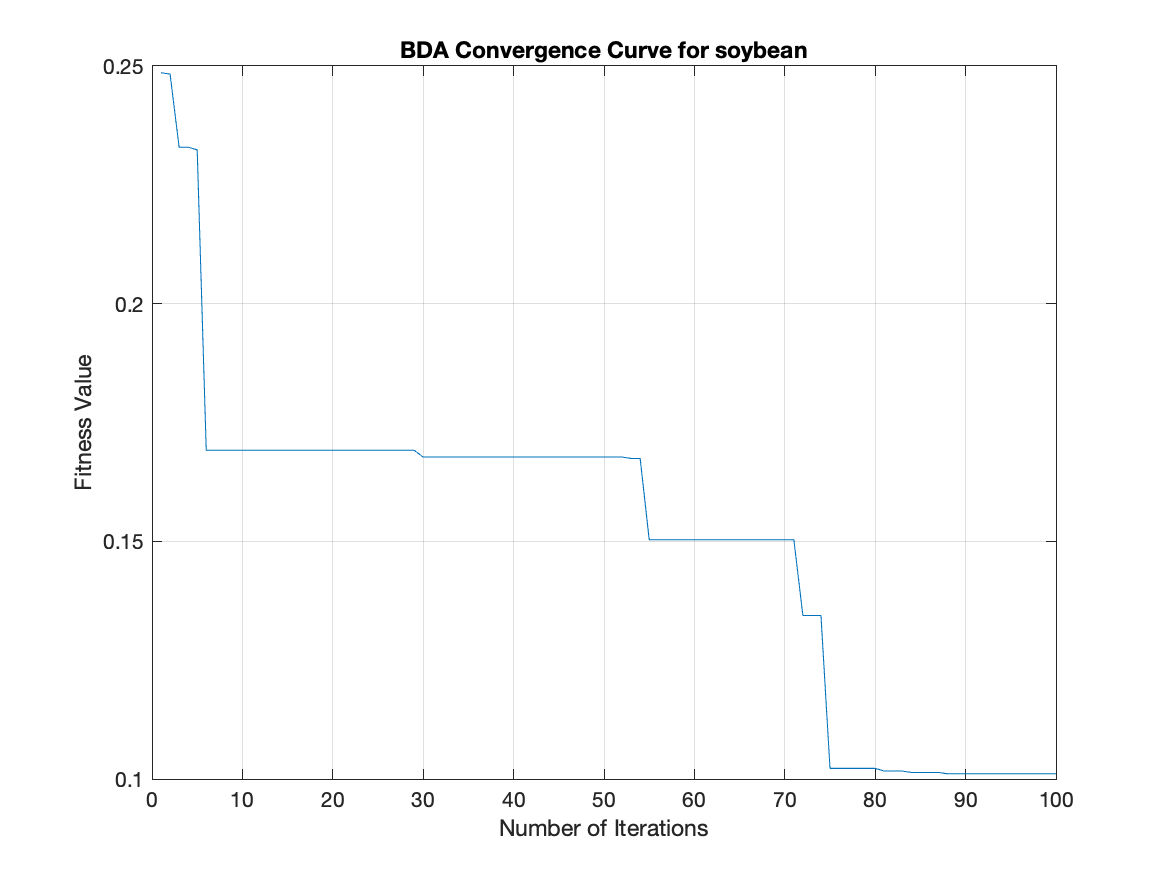 BDA Convergence Curve for soybean
0.25
0.2
0.15
0.1
Fitness Value
0 10 20 30 40 50 60 70 80 90 100
Number of Iterations